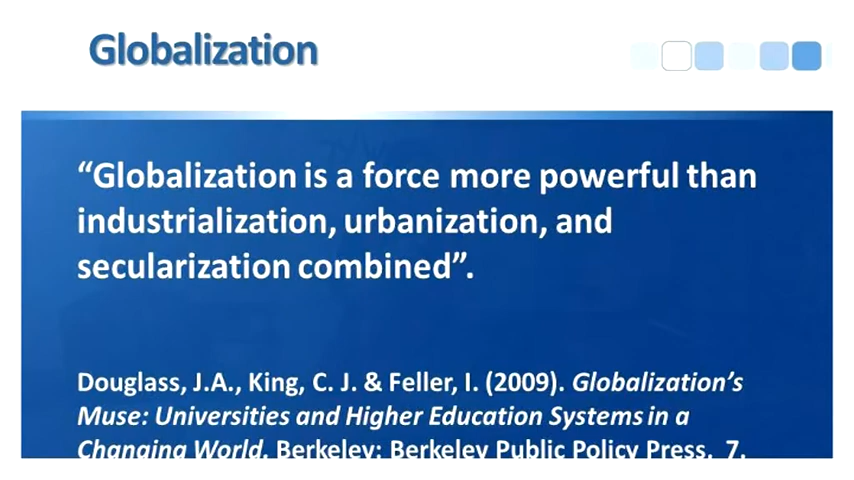 Globalization
“Globalization is a force more powerful than
industrialization, urbanization, and
secularization combined”.
Douglass, J.A., King, C. J. & Feller, I. (2009). Globalization’s
Muse: Universities and Higher Education Systems in a
Changing World. Berkeley: Berkeley Public Policy Press, 7.